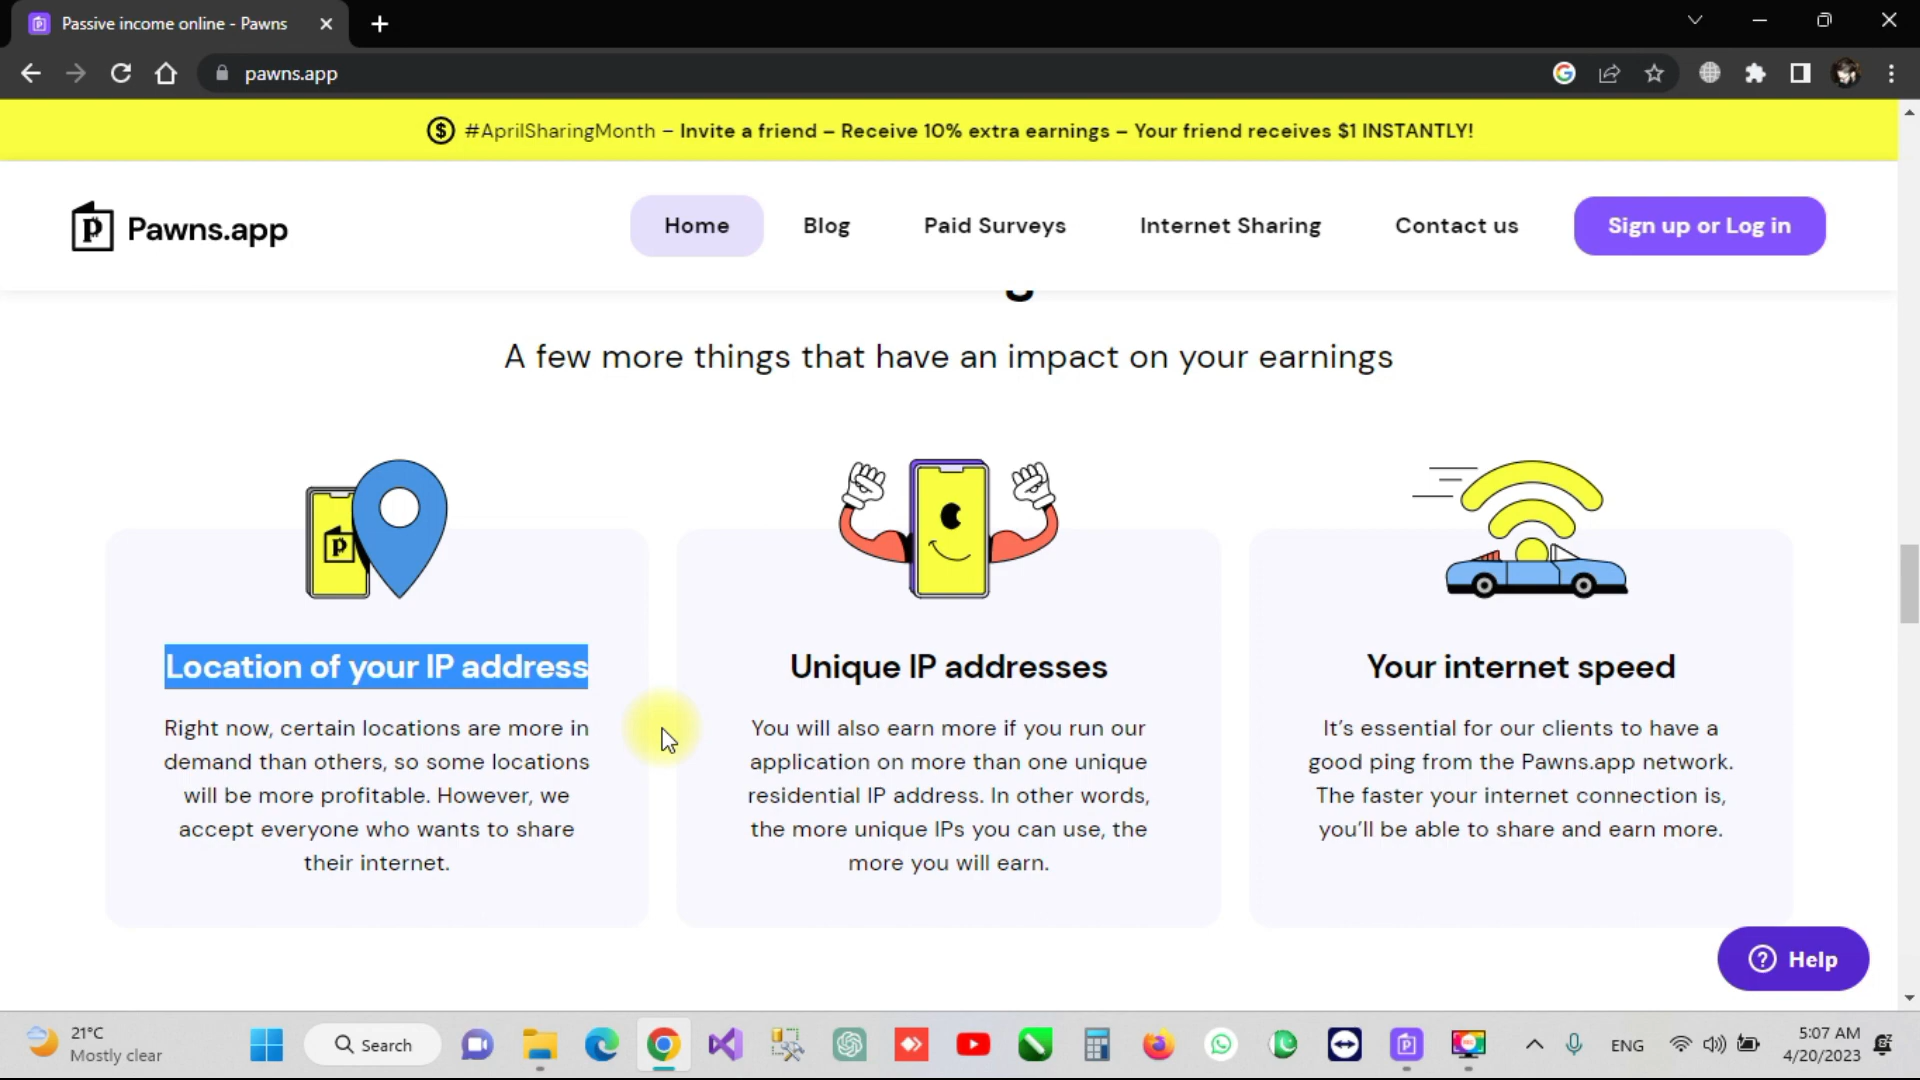 Passive income online - Pawns
pawns.app
#AprilSharingMonth – Invite a friend – Receive 10% extra earnings – Your friend receives $1 INSTANTLY!
Pawns.app
Home
Blog
Paid Surveys
Internet Sharing
Contact us
Sign up or Log in
A few more things that have an impact on your earnings
Location of your IP address
Right now, certain locations are more in
demand than others, so some locations
will be more profitable. However, we
accept everyone who wants to share
their internet.
Unique IP addresses
You will also earn more if you run our
application on more than one unique
residential IP address. In other words,
the more unique IPs you can use, the
more you will earn.
Your internet speed
It’s essential for our clients to have a
good ping from the Pawns.app network.
The faster your internet connection is,
you’ll be able to share and earn more.
Help
21°C
Mostly clear
Search
ENG
5:07 AM
4/20/2023